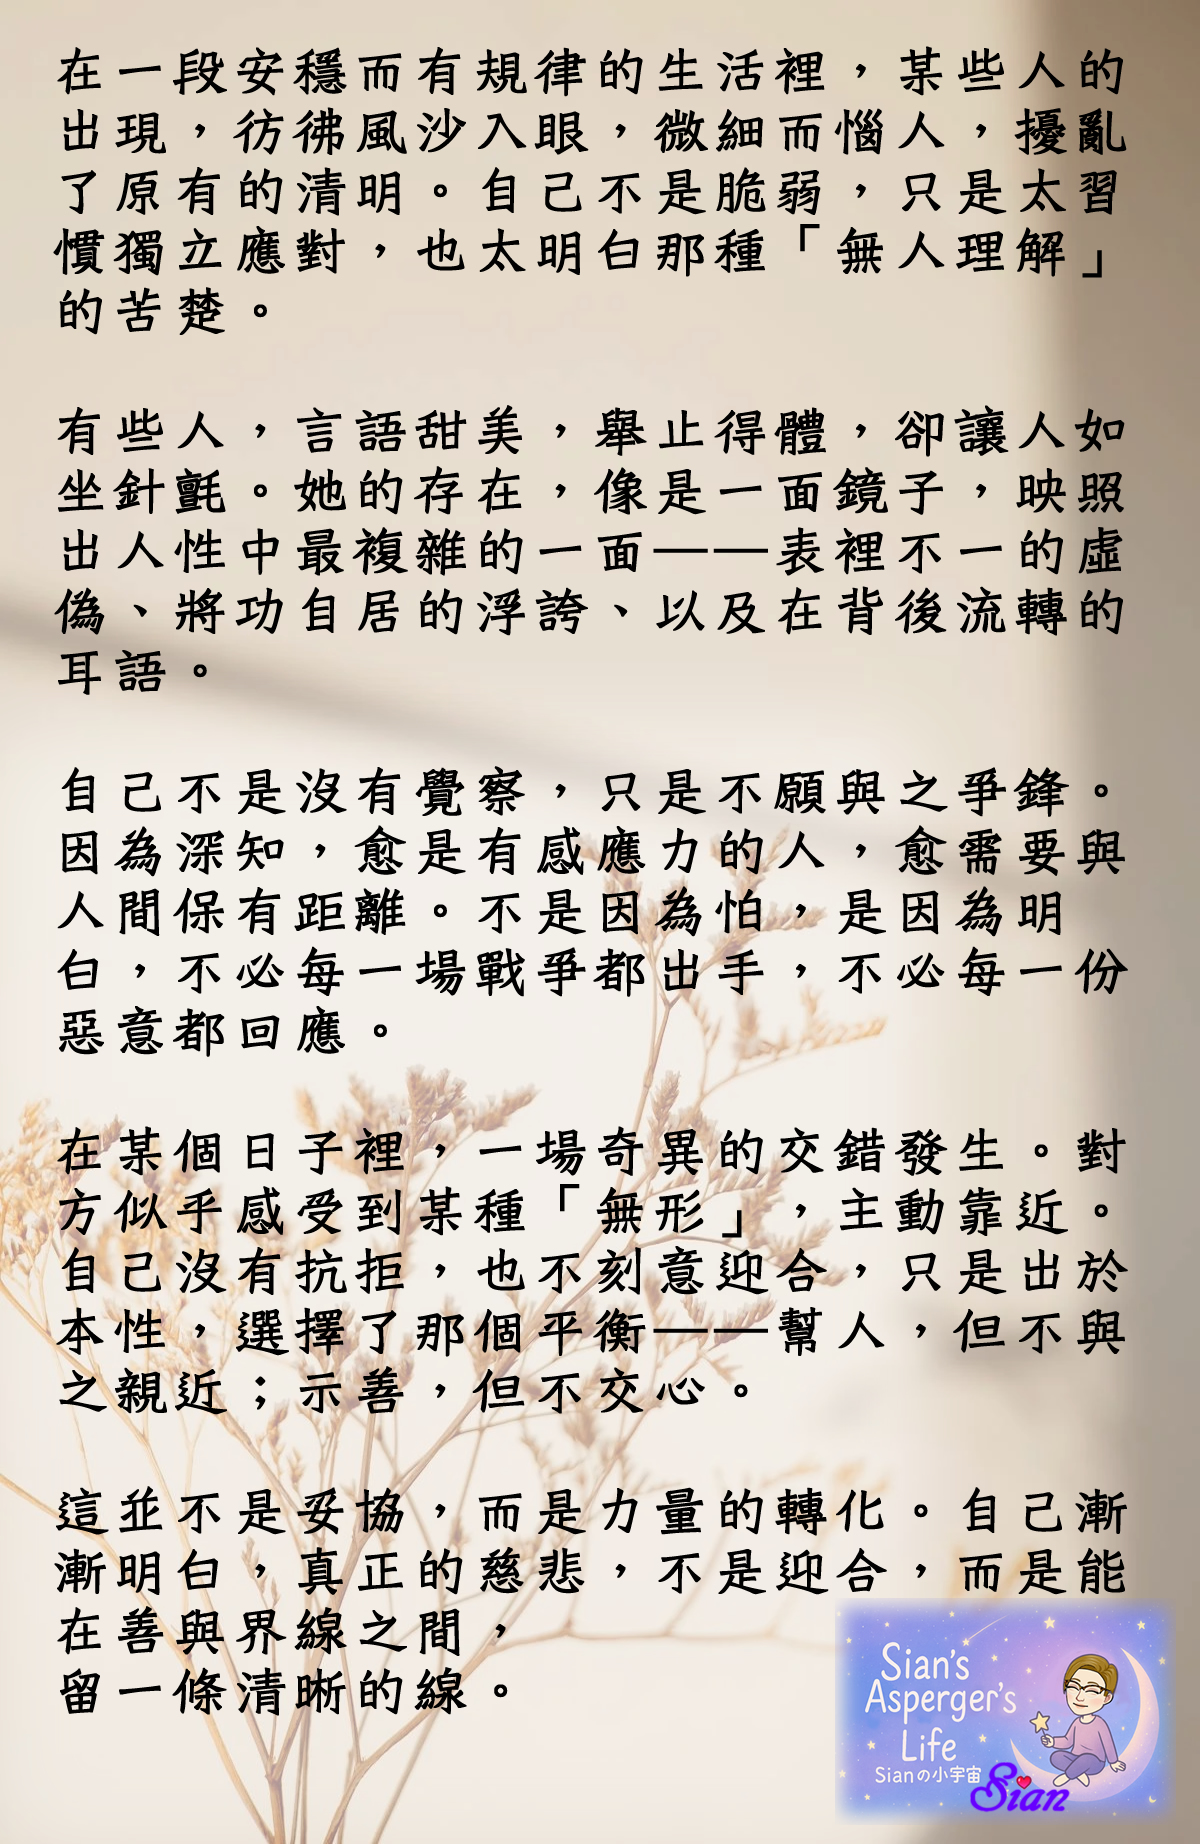 在一段安穩而有規律的生活裡，某些人的
出現，彷彿風沙入眼，微細而惱人，擾亂
了原有的清明。自己不是脆弱，只是太習
慣獨立應對，也太明白那種「無人理解」
的苦楚。
有些人，言語甜美，舉止得體，卻讓人如
坐針氈。她的存在，像是一面鏡子，映照
出人性中最複雜的一面——表裡不一的虛
偽、將功自居的浮誇、以及在背後流轉的
耳語。
自己不是沒有覺察，只是不願與之爭鋒。
因為深知，愈是有感應力的人，愈需要與
人間保有距離。不是因為怕，是因為明
白，不必每一場戰爭都出手，不必每一份
惡意都回應。
在某個日子裡，一場奇異的交錯發生。對
方似乎感受到某種「無形」，主動靠近。
自己沒有抗拒，也不刻意迎合，只是出於
本性，選擇了那個平衡——幫人，但不與
之親近；示善，但不交心。
這並不是妥協，而是力量的轉化。自己漸
漸明白，真正的慈悲，不是迎合，而是能
在善與界線之間，
留一條清晰的線。
Sian's
Asperger's
Life
Sianの小宇宙
Sian